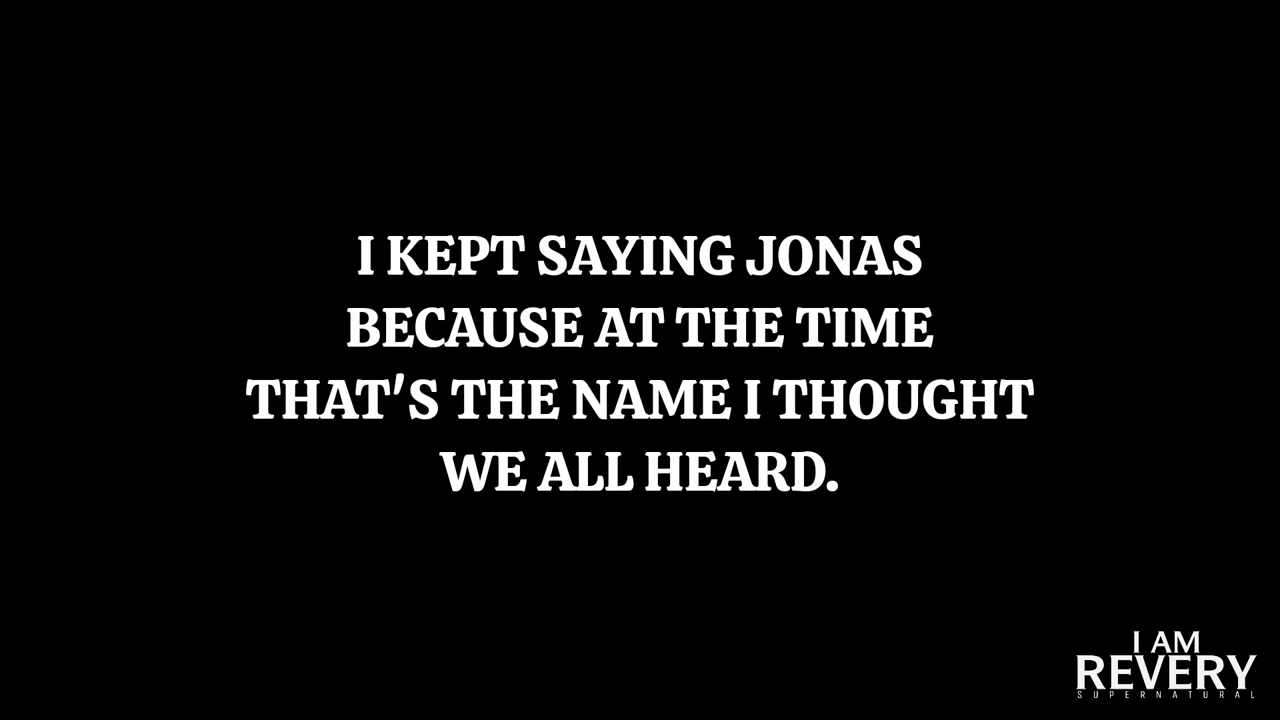 I KEPT SAYING JONAS
BECAUSE AT THE TIME
THAT'S THE NAME I THOUGHT
WE ALL HEARD.
I AM
REVERY
SUPERNATURAL